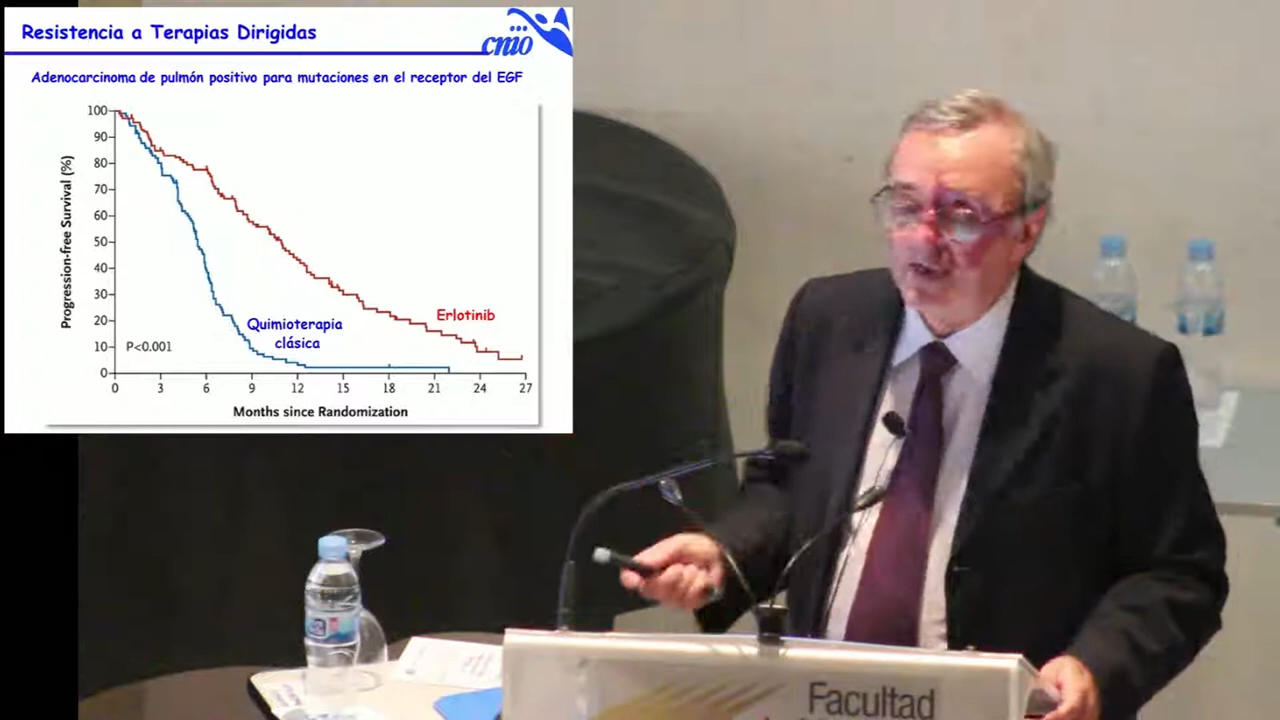 Resistencia a Terapias Dirigidas
cnio
Adenocarcinoma de pulmón positivo para mutaciones en el receptor del EGF
Progression-free Survival (%)
100
90
80
70
60
50
40
30
20
10
0
P<0.001
Quimioterapia
clásica
Erlotinib
0 3 6 9 12 15 18 21 24 27
Months since Randomization
Facultad